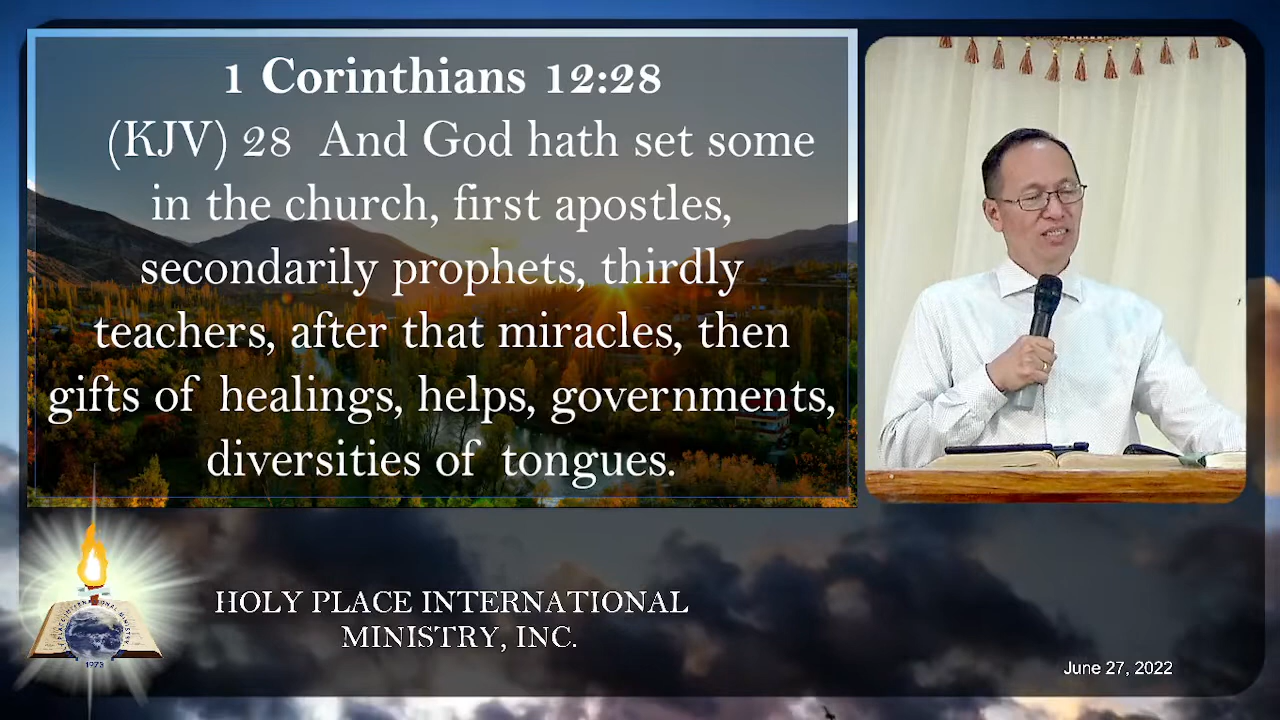 1 Corinthians 12:28
(KJV) 28 And God hath set some
in the church, first apostles,
secondarily prophets, thirdly
teachers, after that miracles, then
gifts of healings, helps, governments,
diversities of tongues.
HOLY PLACE INTERNATIONAL
MINISTRY, INC.
1973
June 27, 2022